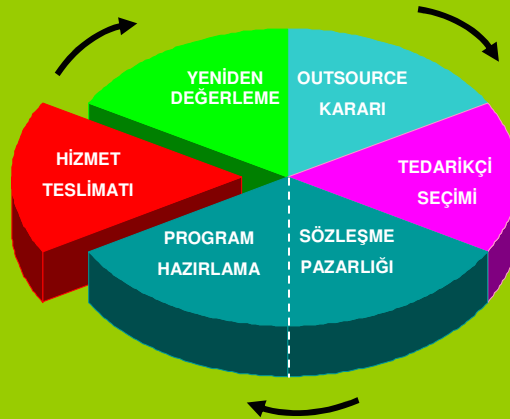 YENİDEN
DEĞERLEME
OUTSOURCE
KARARI
HİZMET
TESLİMATI
TEDARİKÇİ
SEÇİMİ
PROGRAM
HAZIRLAMA
SÖZLEŞME
PAZARLIĞI